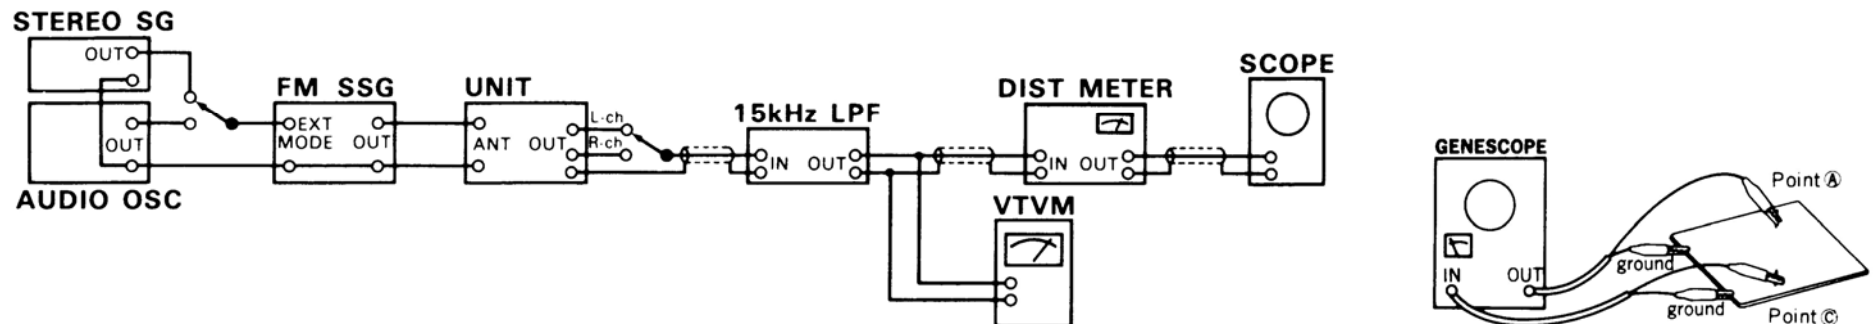 STEREO SG
OUT
OUT
AUDIO OSC
FM SSG
EXT
MODE OUT
UNIT
ANT OUT
L-ch
R-ch
15kHz LPF
IN OUT
DIST METER
IN OUT
SCOPE
VTVM
GENESCOPE
IN OUT
ground
ground
Point Ⓐ
Point Ⓒ